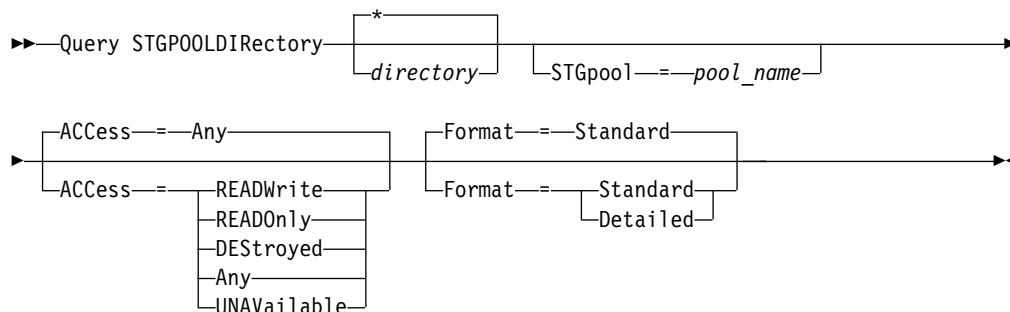 *
Query STGPOOLDIRectory
directory
STGpool = pool_name
ACCess = Any
Format = Standard
ACCess = READWrite
Format = Standard
READOnly
Detailed
DEStroyed
Any
UNAVailable